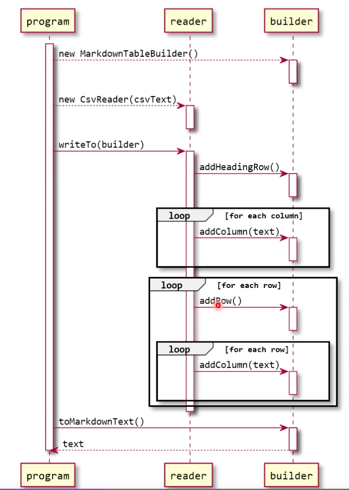 program reader builder
new MarkdownTableBuilder()
new CsvReader(csvText)
writeTo(builder)
addHeadingRow()
loop [for each column]
addColumn(text)
loop [for each row]
addRow()
loop [for each row]
addColumn(text)
toMarkdownText()
text
program reader builder